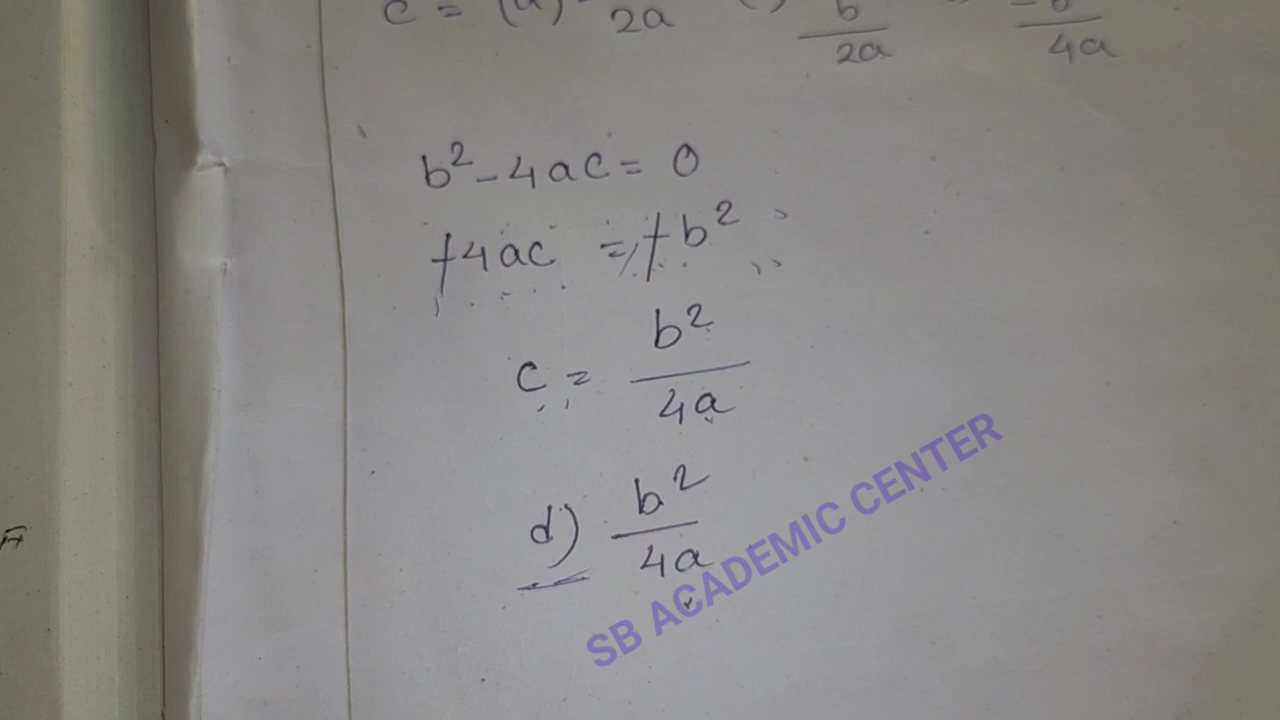 c = (a) 2a b/2a 4a
b² - 4ac = 0
-4ac = -b²
c = b²/4a
d) b²/4a
SB ACADEMIC CENTER